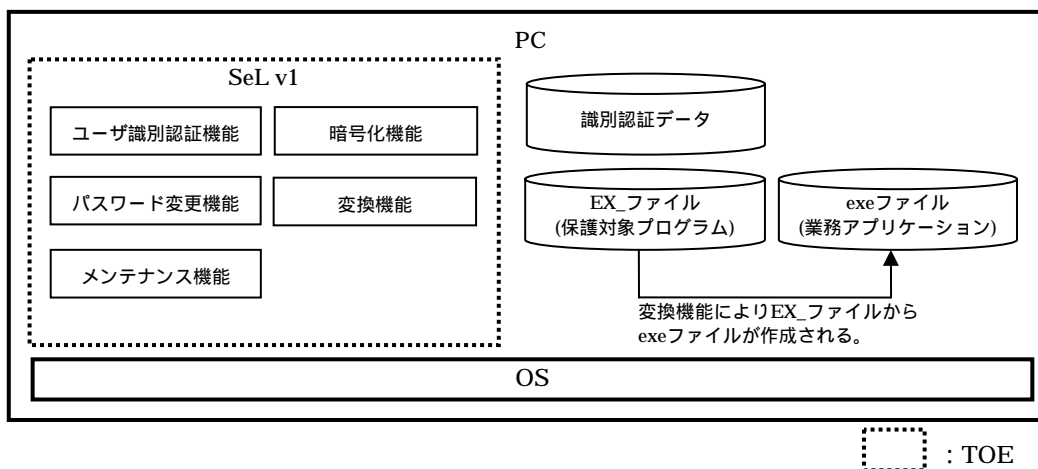 PC
SeL v1
ユーザ識別認証機能
暗号化機能
パスワード変更機能
変換機能
メンテナンス機能
識別認証データ
EX_ファイル
(保護対象プログラム)
exeファイル
(業務アプリケーション)
変換機能によりEX_ファイルから
exeファイルが作成される。
OS
: TOE